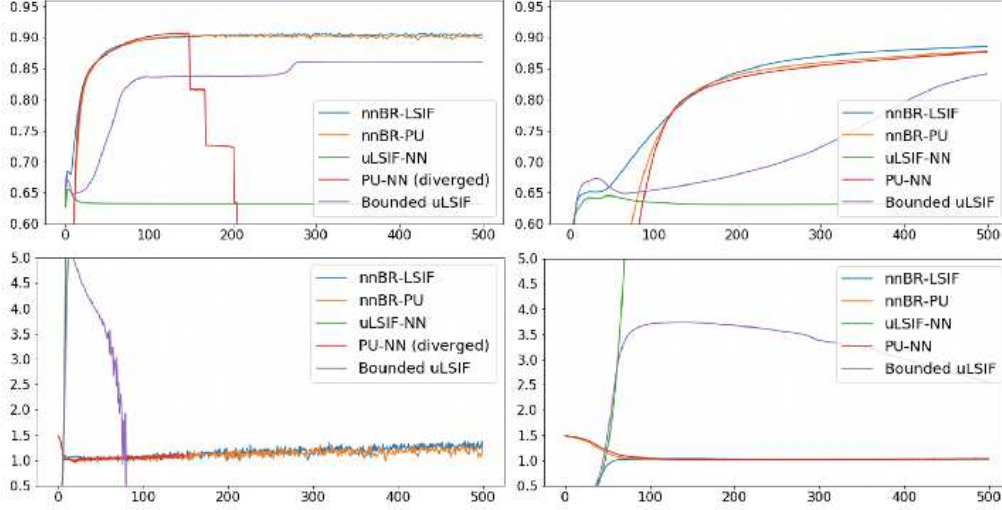 0.95
0.90
0.85
0.80
0.75
0.70
0.65
0.60
0 100 200 300 400 500
nnBR-LSIF
nnBR-PU
uLSIF-NN
PU-NN (diverged)
Bounded uLSIF
0.95
0.90
0.85
0.80
0.75
0.70
0.65
0.60
0 100 200 300 400 500
nnBR-LSIF
nnBR-PU
uLSIF-NN
PU-NN
Bounded uLSIF
5.0
4.5
4.0
3.5
3.0
2.5
2.0
1.5
1.0
0.5
0 100 200 300 400 500
nnBR-LSIF
nnBR-PU
uLSIF-NN
PU-NN (diverged)
Bounded uLSIF
5.0
4.5
4.0
3.5
3.0
2.5
2.0
1.5
1.0
0.5
0 100 200 300 400 500
nnBR-LSIF
nnBR-PU
uLSIF-NN
PU-NN
Bounded uLSIF